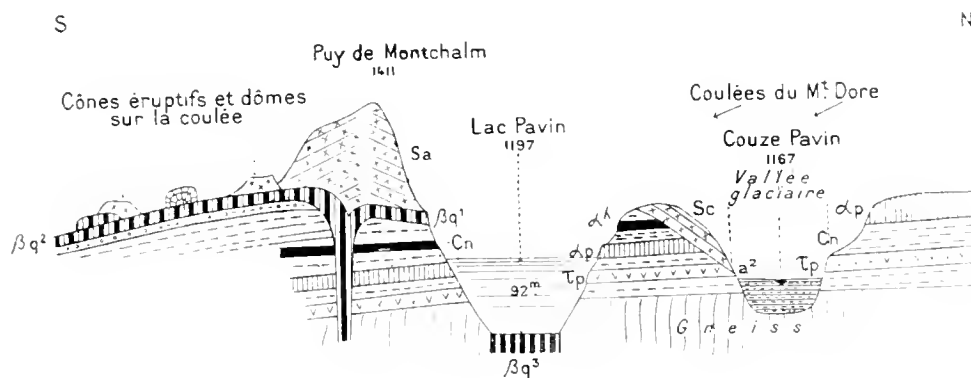 S
N
Puy de Montchalm
1411
Cônes éruptifs et dômes
sur la coulée
Lac Pavin
1197
Coulées du Mt Dore
Couze Pavin
1167
Vallée
glaciaire
Sa
Sc
αp
βq¹
αλ
Cn
Cn
βq²
αp
τp
a²
τp
92m
Gneiss
βq³